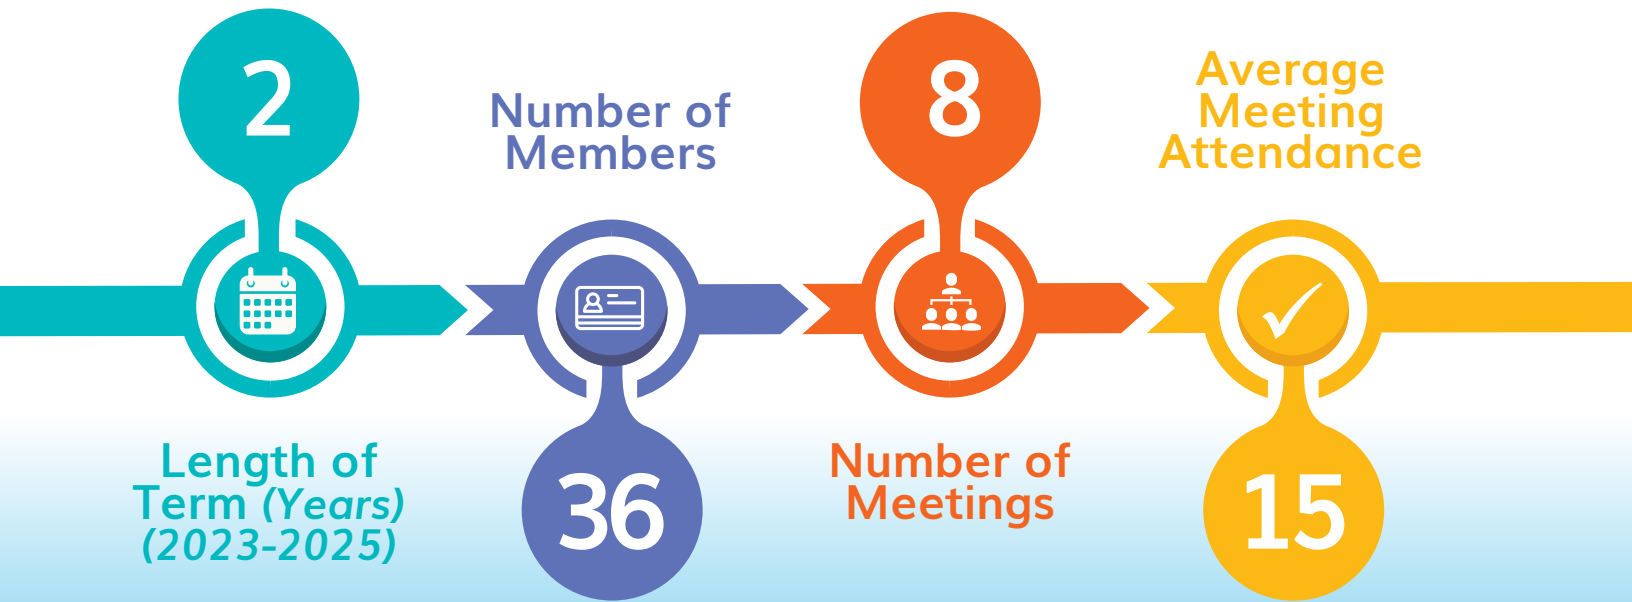 2
Length of
Term (Years)
(2023-2025)
Number of
Members
36
8
Number of
Meetings
Average
Meeting
Attendance
15